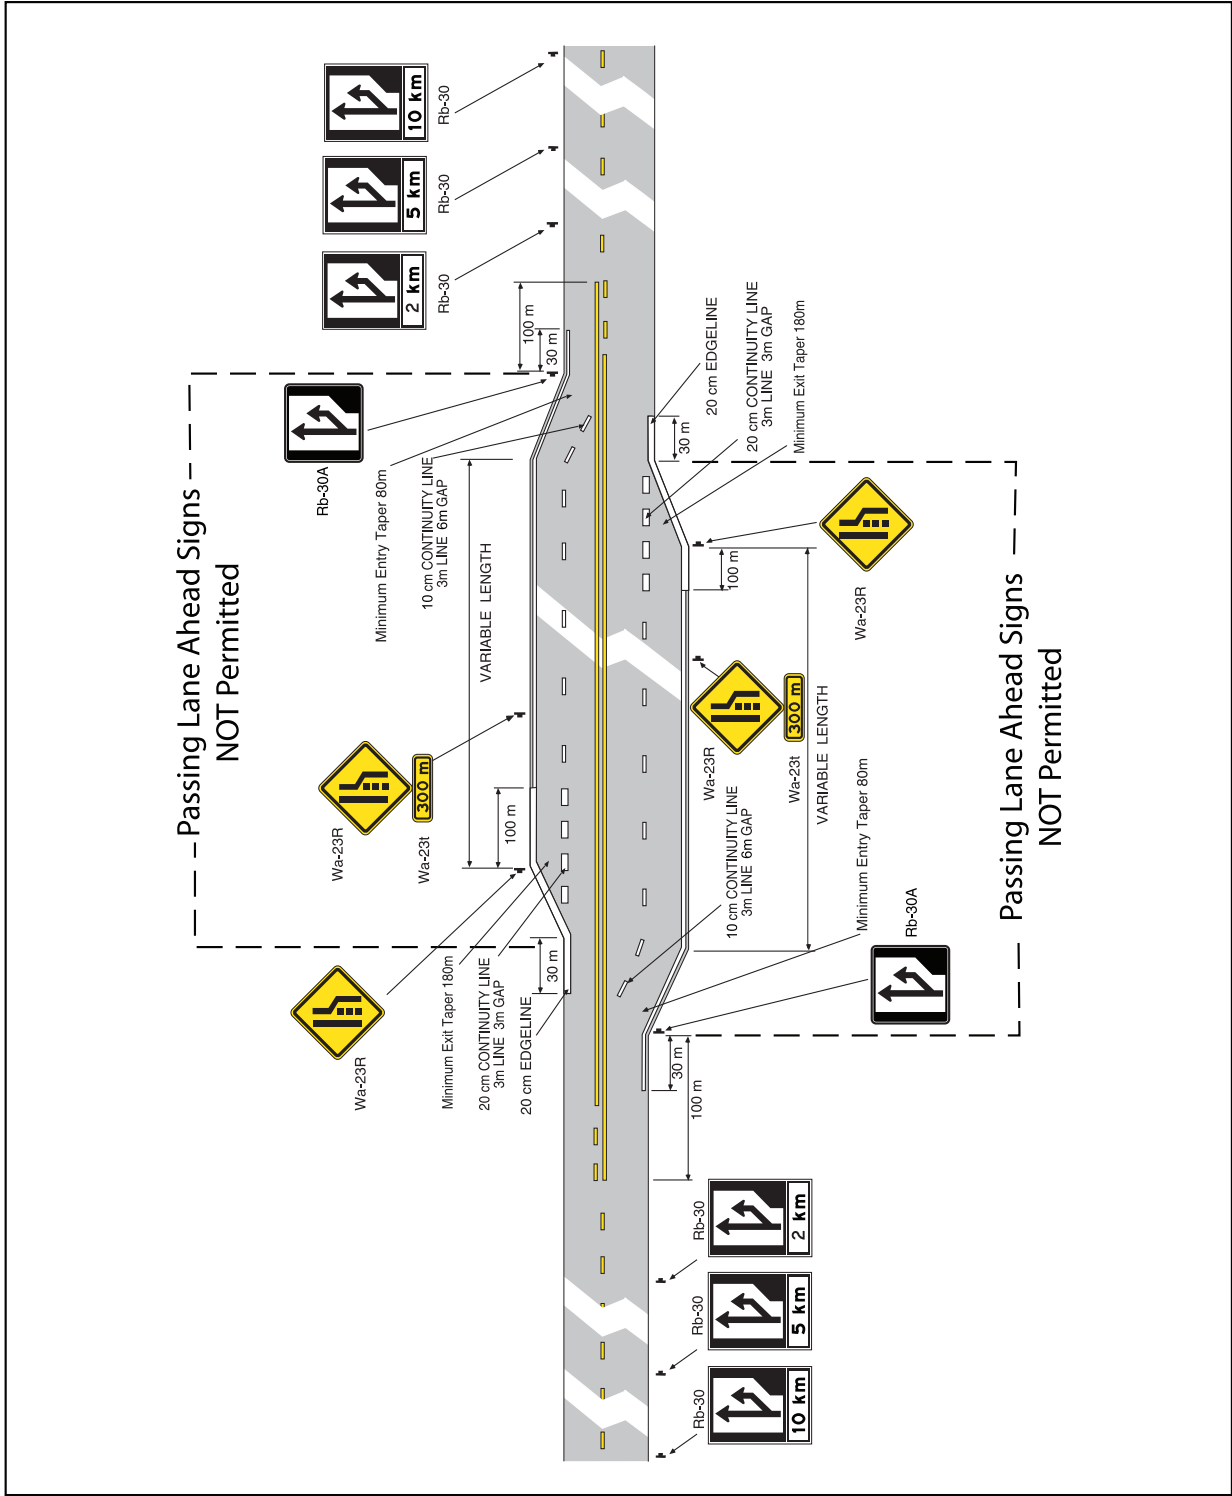 10 km
Rb-30
5 km
Rb-30
2 km
Rb-30
100 m
30 m
Rb-30A
Passing Lane Ahead Signs
NOT Permitted
Minimum Entry Taper 80m
10 cm CONTINUITY LINE
3m LINE 6m GAP
VARIABLE LENGTH
20 cm EDGELINE
20 cm CONTINUITY LINE
3m LINE 3m GAP
Minimum Exit Taper 180m
30 m
100 m
Wa-23R
Wa-23R
300 m
Wa-23t
100 m
Wa-23R
300 m
Wa-23t
VARIABLE LENGTH
Passing Lane Ahead Signs
NOT Permitted
10 cm CONTINUITY LINE
3m LINE 6m GAP
Minimum Entry Taper 80m
Rb-30A
Wa-23R
Minimum Exit Taper 180m
20 cm CONTINUITY LINE
3m LINE 3m GAP
20 cm EDGELINE
30 m
30 m
100 m
Rb-30
2 km
Rb-30
5 km
Rb-30
10 km